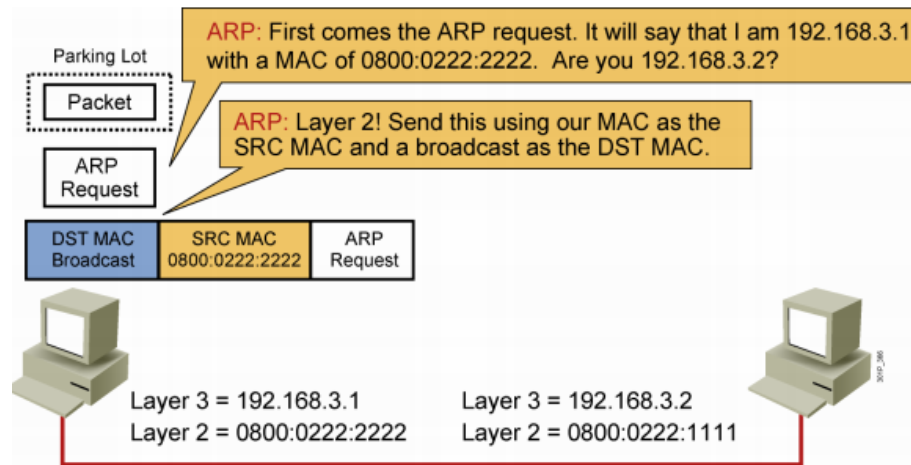 ARP: First comes the ARP request. It will say that I am 192.168.3.1
with a MAC of 0800:0222:2222. Are you 192.168.3.2?
Parking Lot
Packet
ARP: Layer 2! Send this using our MAC as the
SRC MAC and a broadcast as the DST MAC.
ARP
Request
DST MAC
Broadcast
SRC MAC
0800:0222:2222
ARP
Request
Layer 3 = 192.168.3.1
Layer 2 = 0800:0222:2222
Layer 3 = 192.168.3.2
Layer 2 = 0800:0222:1111